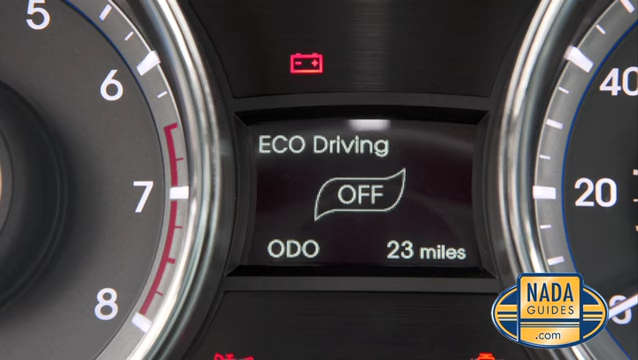 5
6
7
8
ECO Driving
OFF
ODO 23 miles
40
20
NADA
GUIDES
.com